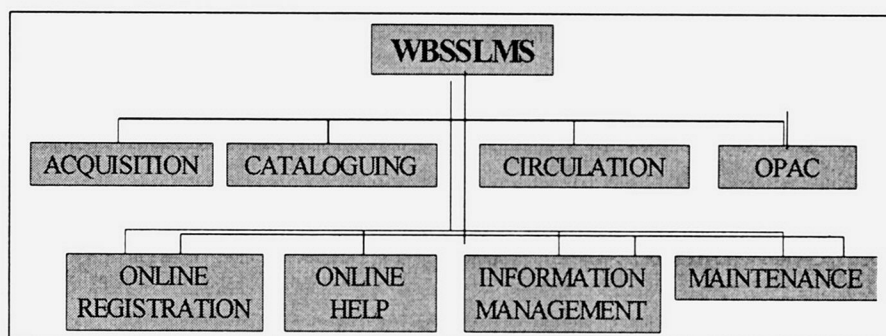 WBSSLMS
ACQUISITION
CATALOGUING
CIRCULATION
OPAC
ONLINE
REGISTRATION
ONLINE
HELP
INFORMATION
MANAGEMENT
MAINTENANCE